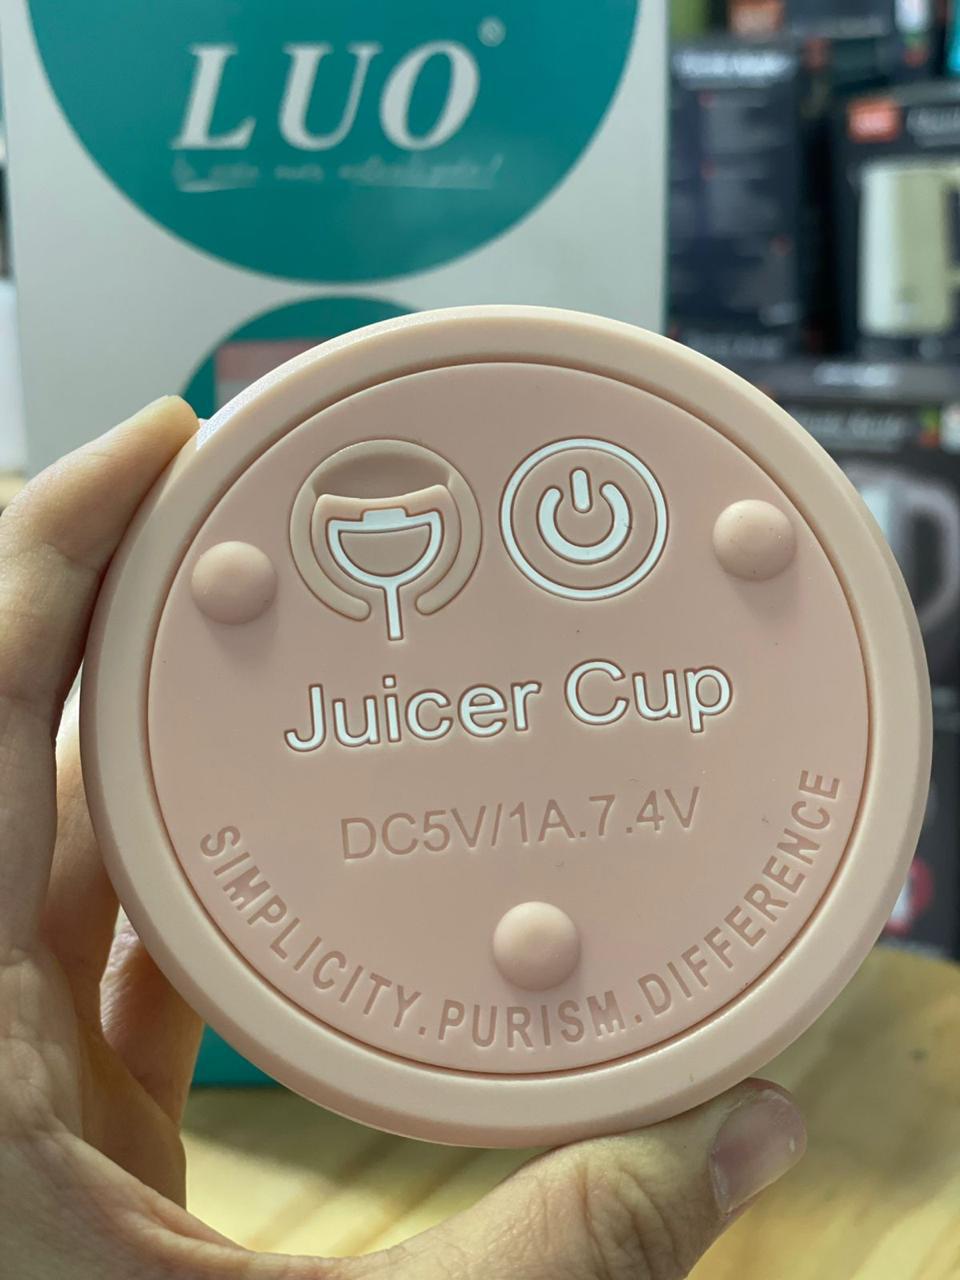 LUO®
Juicer Cup
DC5V/1A.7.4V
SIMPLICITY.PURISM.DIFFERENCE